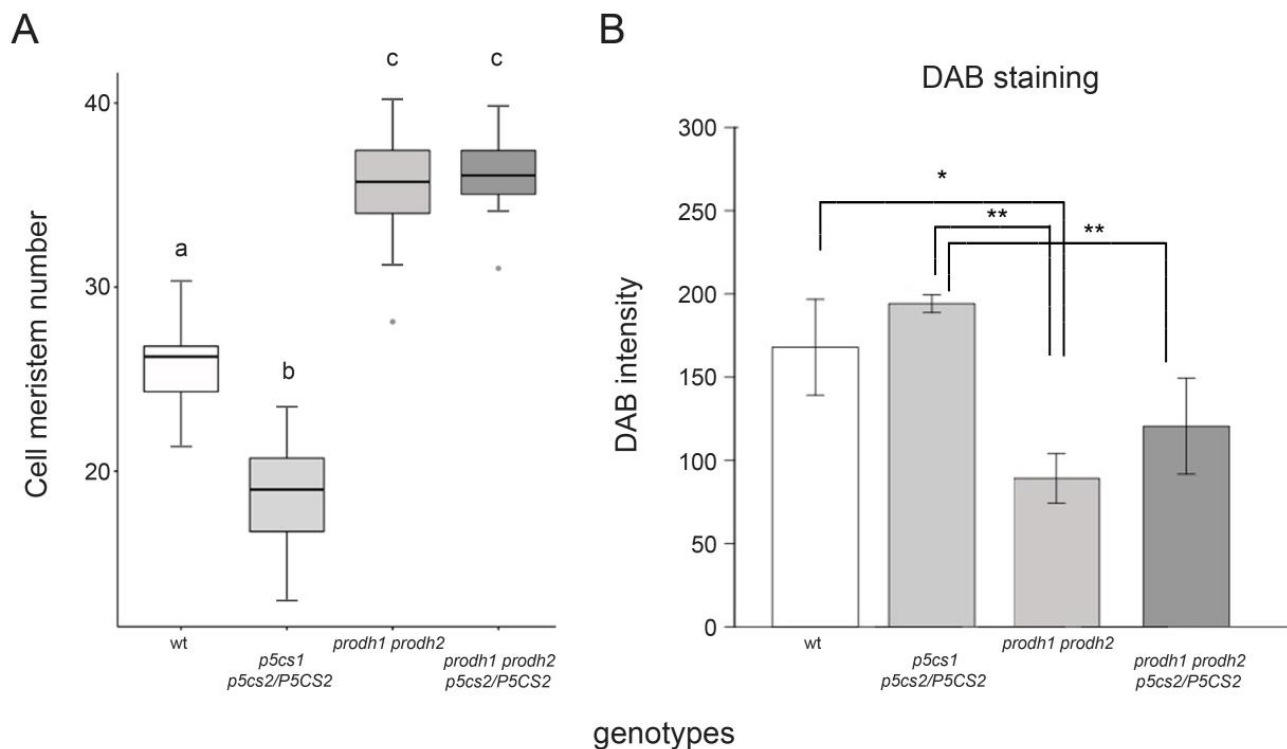 A
Cell meristem number
40
30
20
a
b
c
c
wt
p5cs1
p5cs2/P5CS2
prodh1 prodh2
prodh1 prodh2
p5cs2/P5CS2
B
DAB staining
DAB intensity
300
250
200
150
100
50
0
*
**
**
wt
p5cs1
p5cs2/P5CS2
prodh1 prodh2
prodh1 prodh2
p5cs2/P5CS2
genotypes